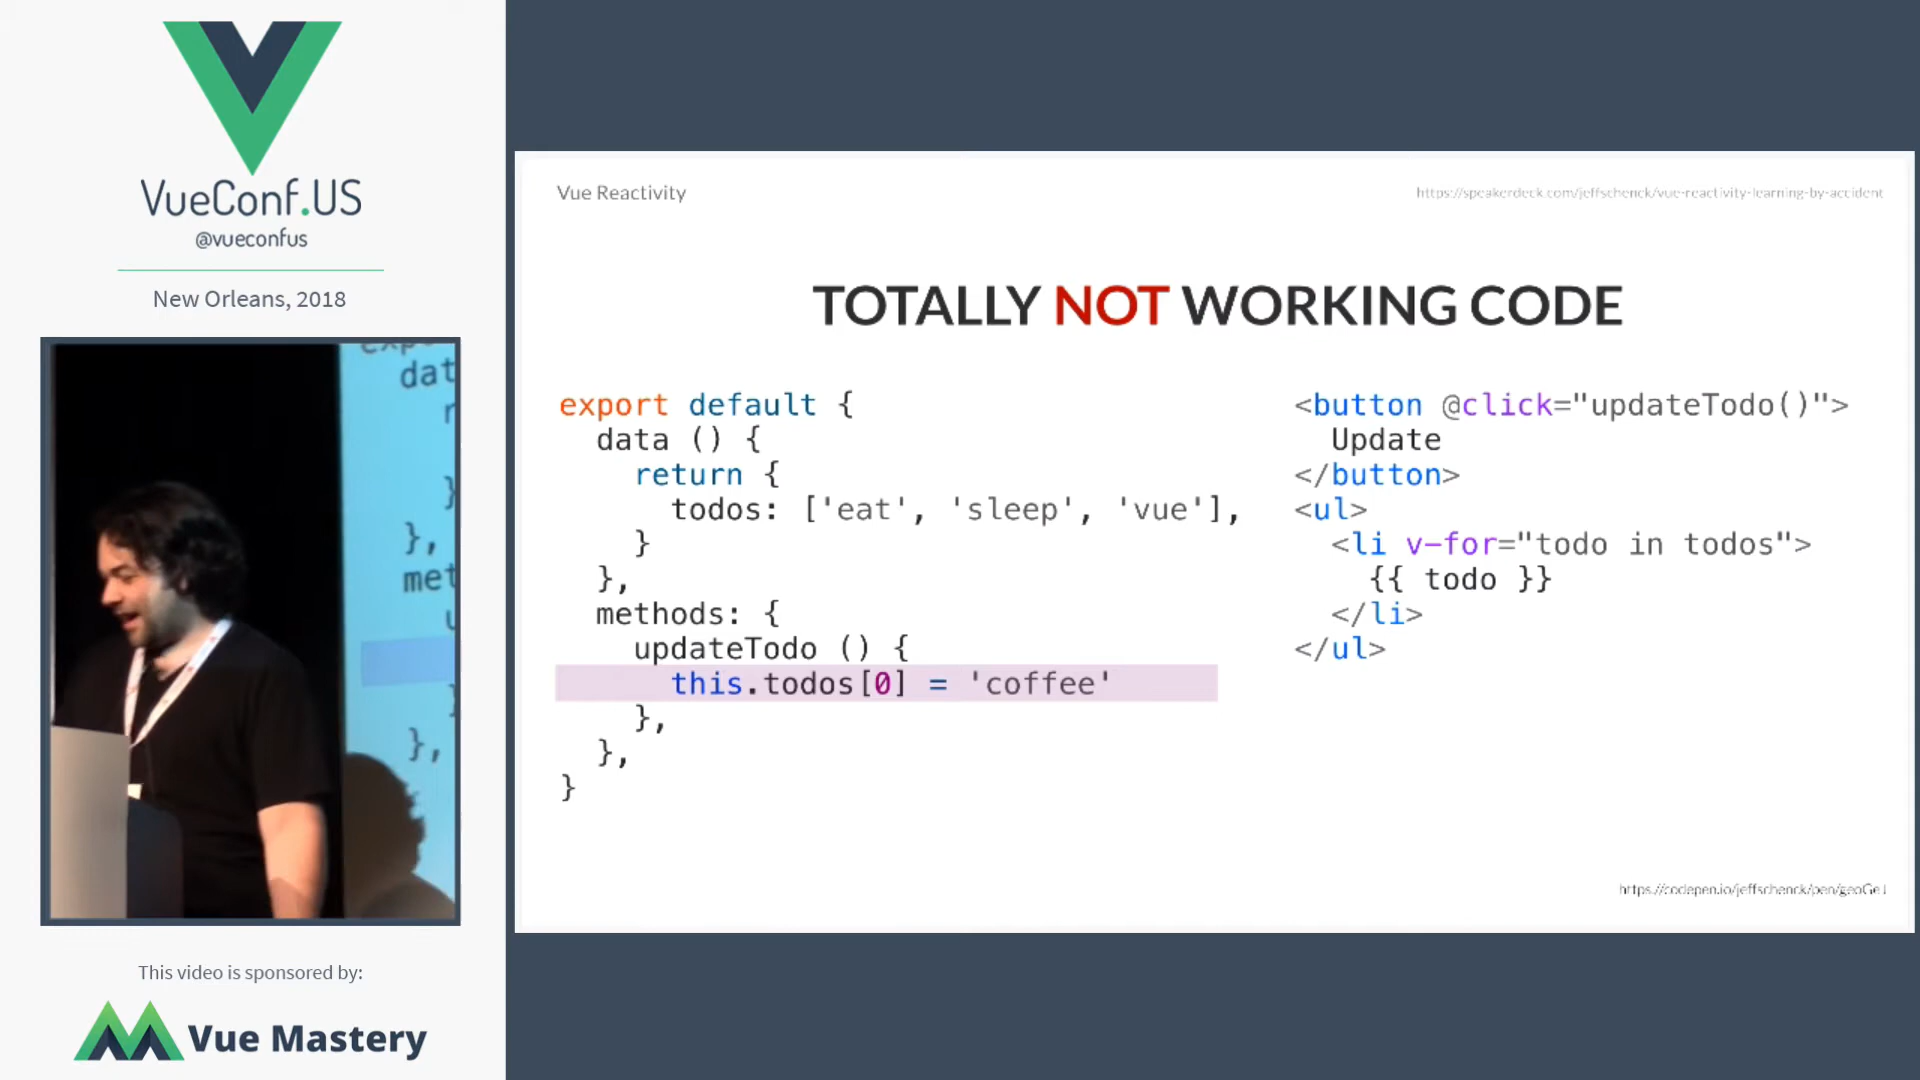 VueConf.US
@vueconfus
New Orleans, 2018
dat
},
met
},
This video is sponsored by:
Vue Mastery
Vue Reactivity
https://speakerdeck.com/jeffschenck/vue-reactivity-learning-by-accident
TOTALLY NOT WORKING CODE
export default {
  data () {
    return {
      todos: ['eat', 'sleep', 'vue'],
    }
  },
  methods: {
    updateTodo () {
      this.todos[0] = 'coffee'
    },
  },
}
<button @click="updateTodo()">
  Update
</button>
<ul>
  <li v-for="todo in todos">
    {{ todo }}
  </li>
</ul>